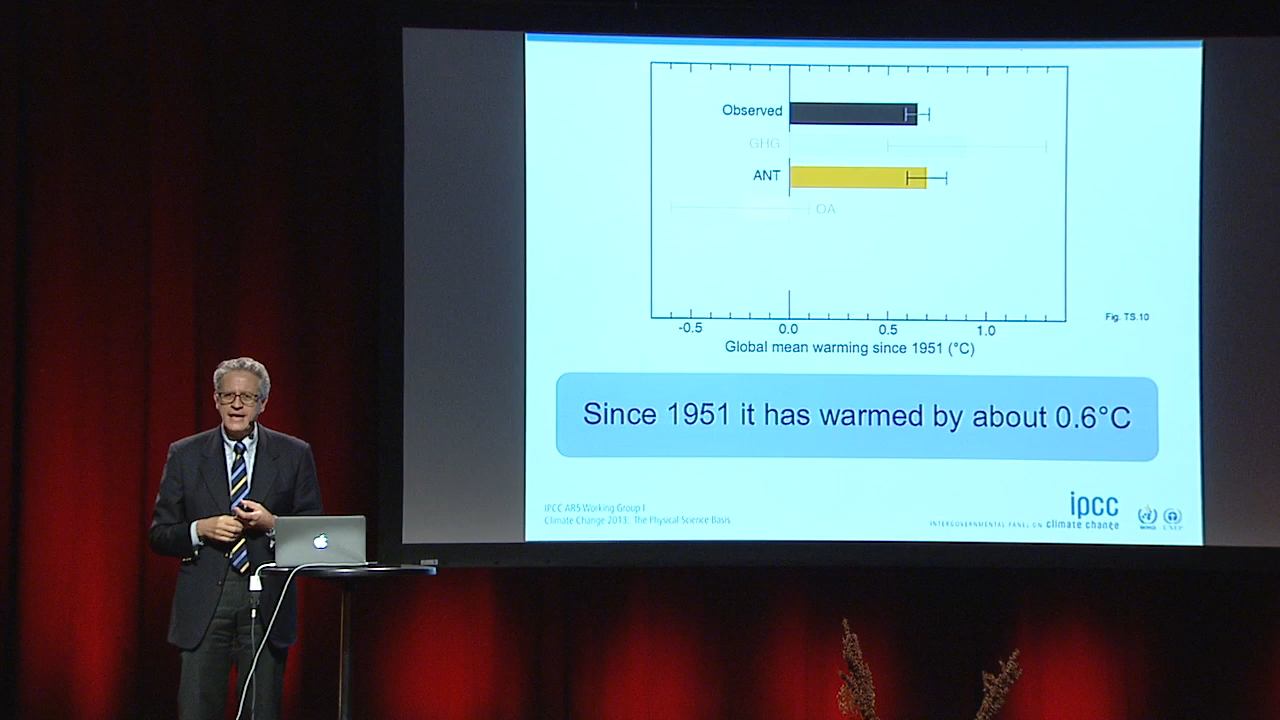 Observed
GHG
ANT
OA
-0.5 0.0 0.5 1.0
Global mean warming since 1951 (°C)
Fig. TS.10
Since 1951 it has warmed by about 0.6°C
IPCC AR5 Working Group I
Climate Change 2013: The Physical Science Basis
ipcc
INTERGOVERNMENTAL PANEL ON climate change
UNEP